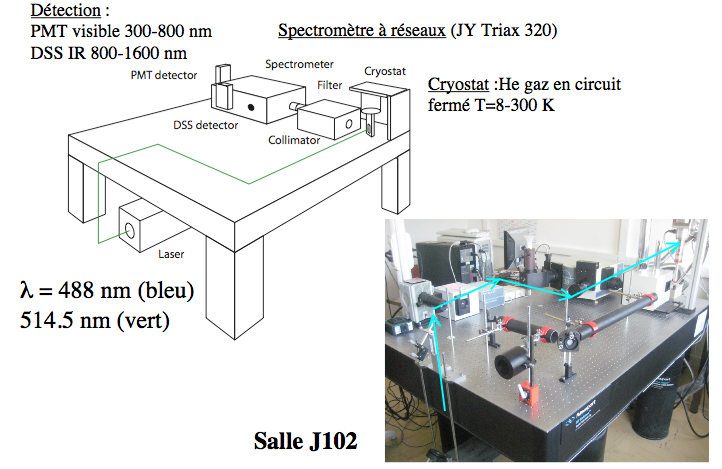 Détection :
PMT visible 300-800 nm
DSS IR 800-1600 nm
Spectromètre à réseaux (JY Triax 320)
PMT detector
Spectrometer
Cryostat
Filter
Cryostat :He gaz en circuit
fermé T=8-300 K
DSS detector
Collimator
Laser
λ = 488 nm (bleu)
514.5 nm (vert)
Salle J102
Newport